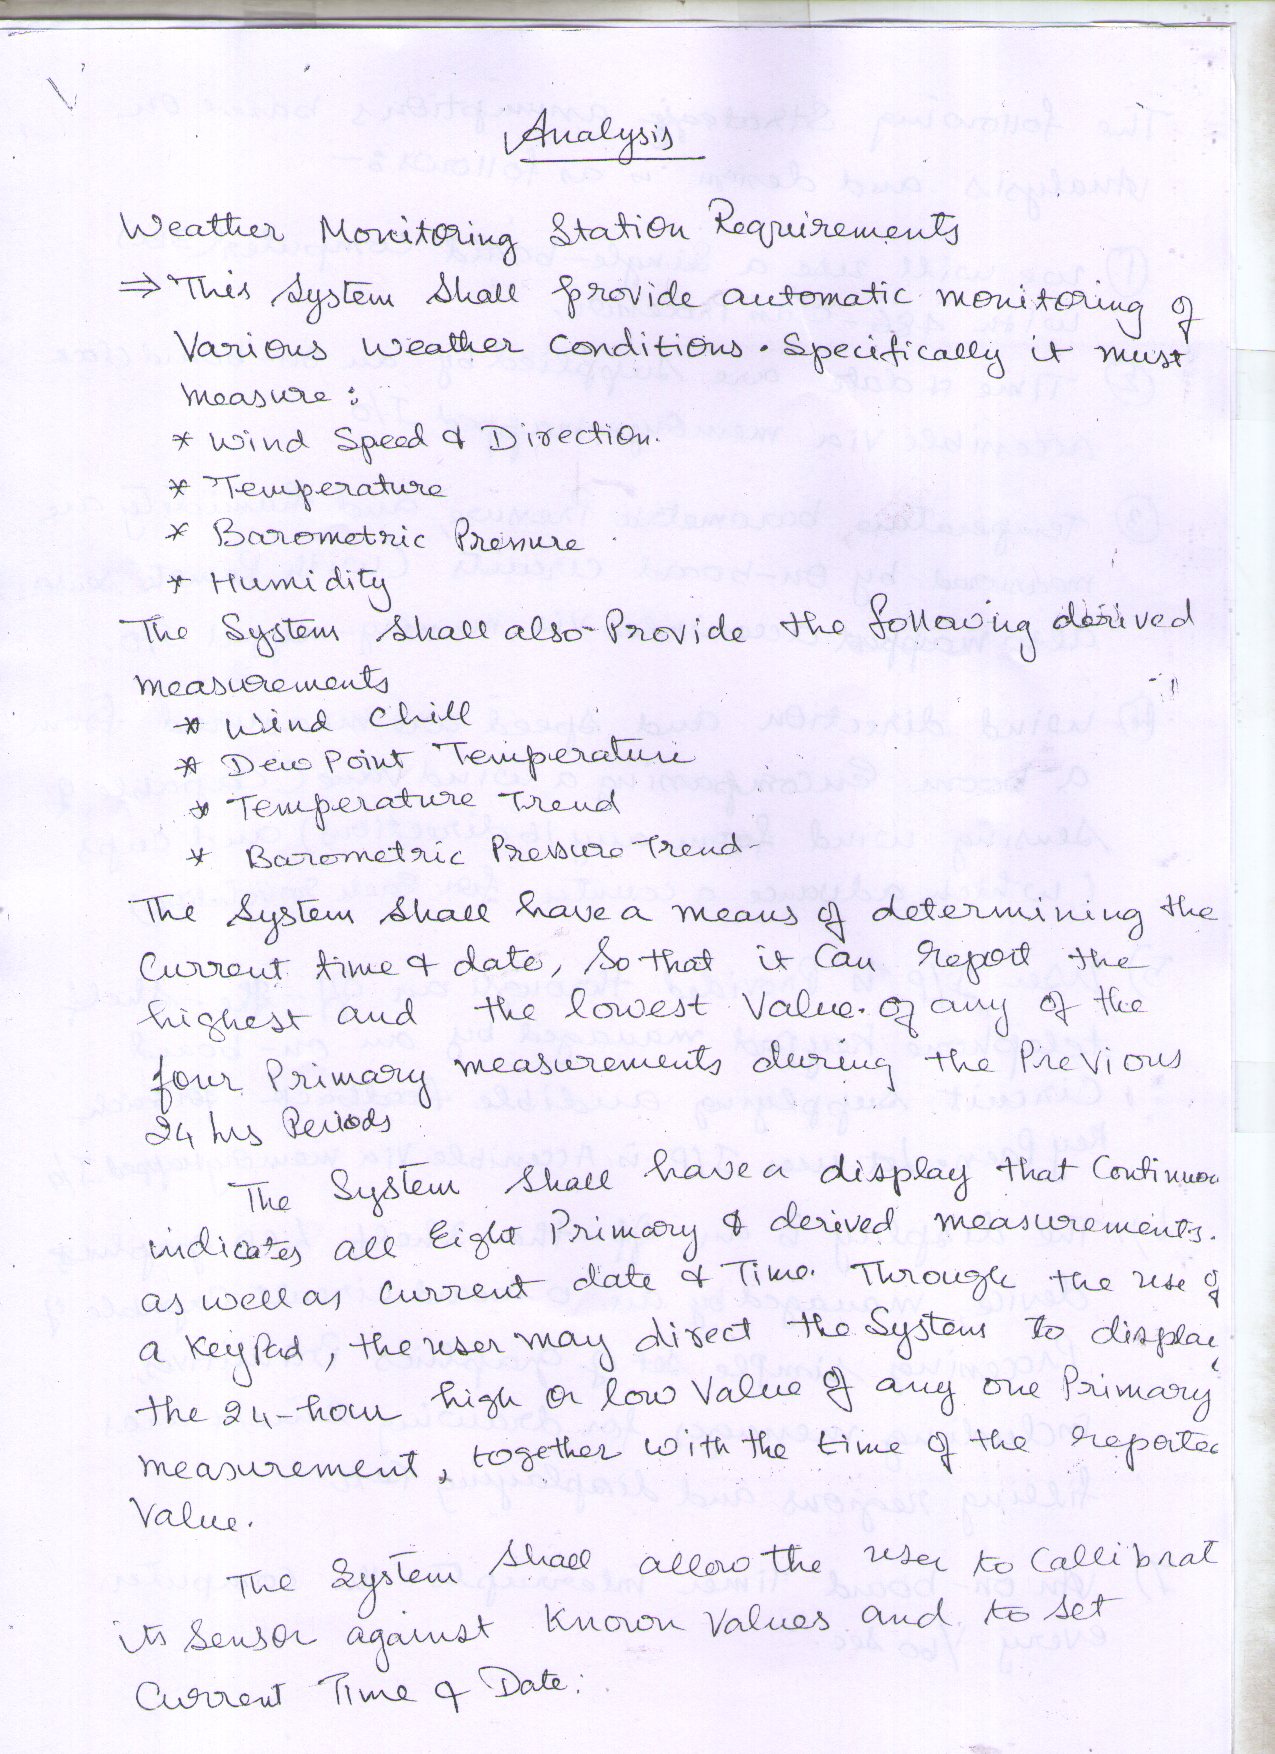 Analysis
Weather Monitoring Station Requirements
⇒ This System Shall provide automatic monitoring of
Various Weather Conditions. Specifically it must
measure :
* Wind Speed & Direction.
* Temperature
* Barometric Pressure
* Humidity
The System Shall also Provide the following derived
measurements
* Wind Chill
* Dew Point Temperature
* Temperature Trend
* Barometric Pressure Trend
The System Shall have a means of determining the
Current time & date, So that it Can report the
highest and the lowest Value of any of the
four Primary measurements during the Previous
24 hrs Periods
The System Shall have a display that Continuou
indicates all Eight Primary & derived measurements.
as well as Current date & Time. Through the use of
a KeyPad, the user may direct the System To display
the 24-hour high or low Value of any one Primary
measurement, together with the time of the reported
Value.
The System Shall allow the user to Callibrat
its Sensor against Known Values and to Set
Current Time & Date.